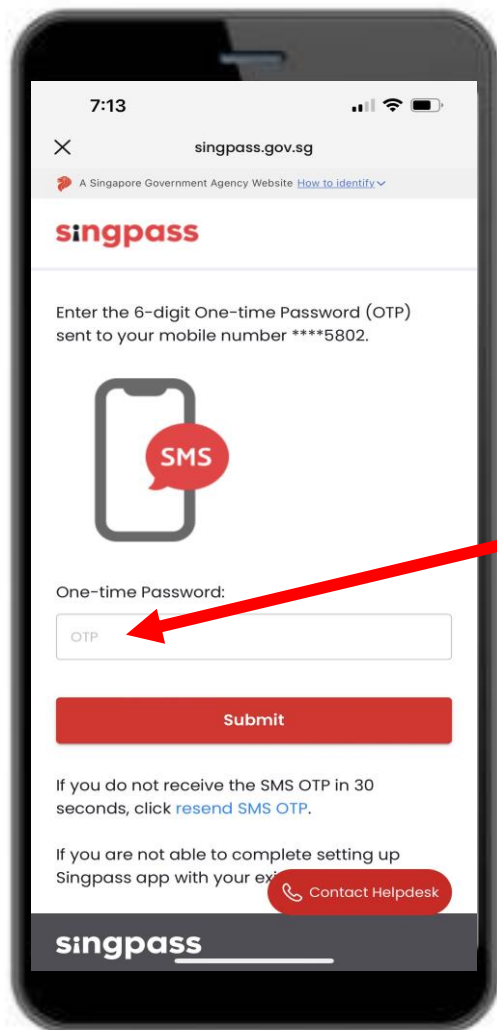 7:13
singpass.gov.sg
A Singapore Government Agency Website How to identify
singpass
Enter the 6-digit One-time Password (OTP)
sent to your mobile number ****5802.
SMS
One-time Password:
OTP
Submit
If you do not receive the SMS OTP in 30
seconds, click resend SMS OTP.
If you are not able to complete setting up
Singpass app with your
Contact Helpdesk
singpass